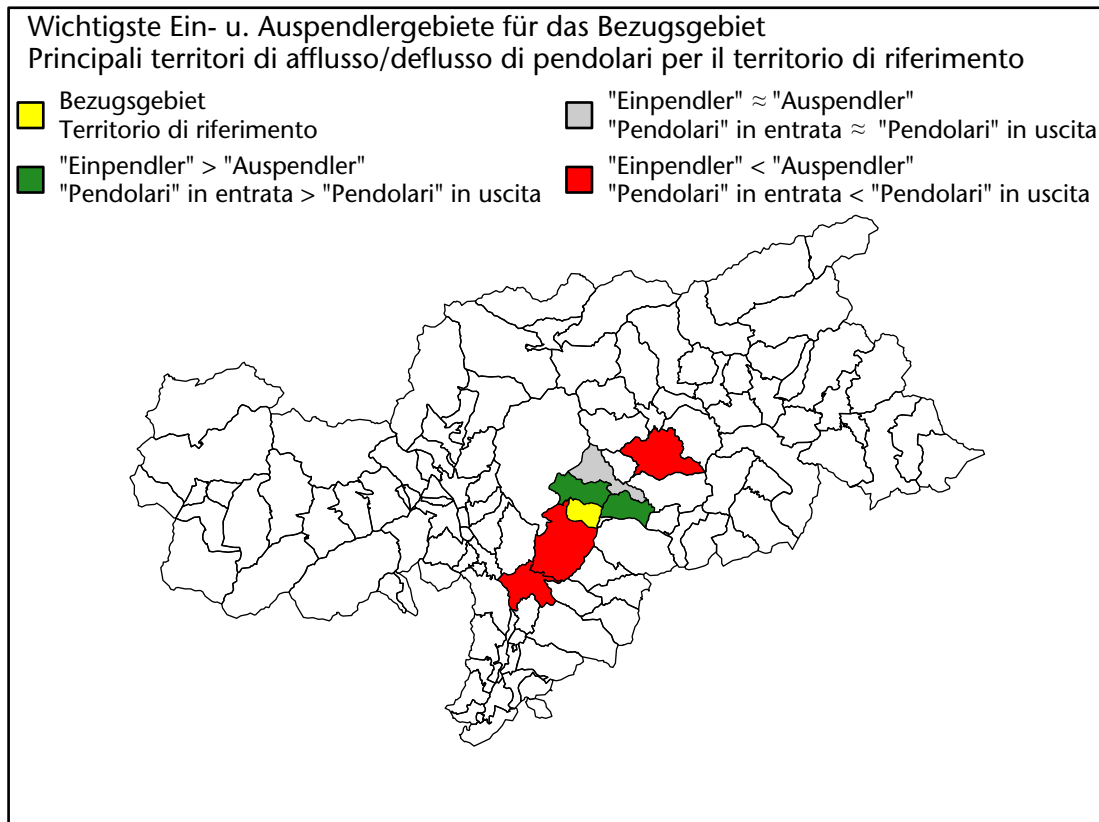 Wichtigste Ein- u. Auspendlergebiete für das Bezugsgebiet
Principali territori di afflusso/deflusso di pendolari per il territorio di riferimento
Bezugsgebiet
Territorio di riferimento
"Einpendler" > "Auspendler"
"Pendolari" in entrata > "Pendolari" in uscita
"Einpendler" ≈ "Auspendler"
"Pendolari" in entrata ≈ "Pendolari" in uscita
"Einpendler" < "Auspendler"
"Pendolari" in entrata < "Pendolari" in uscita